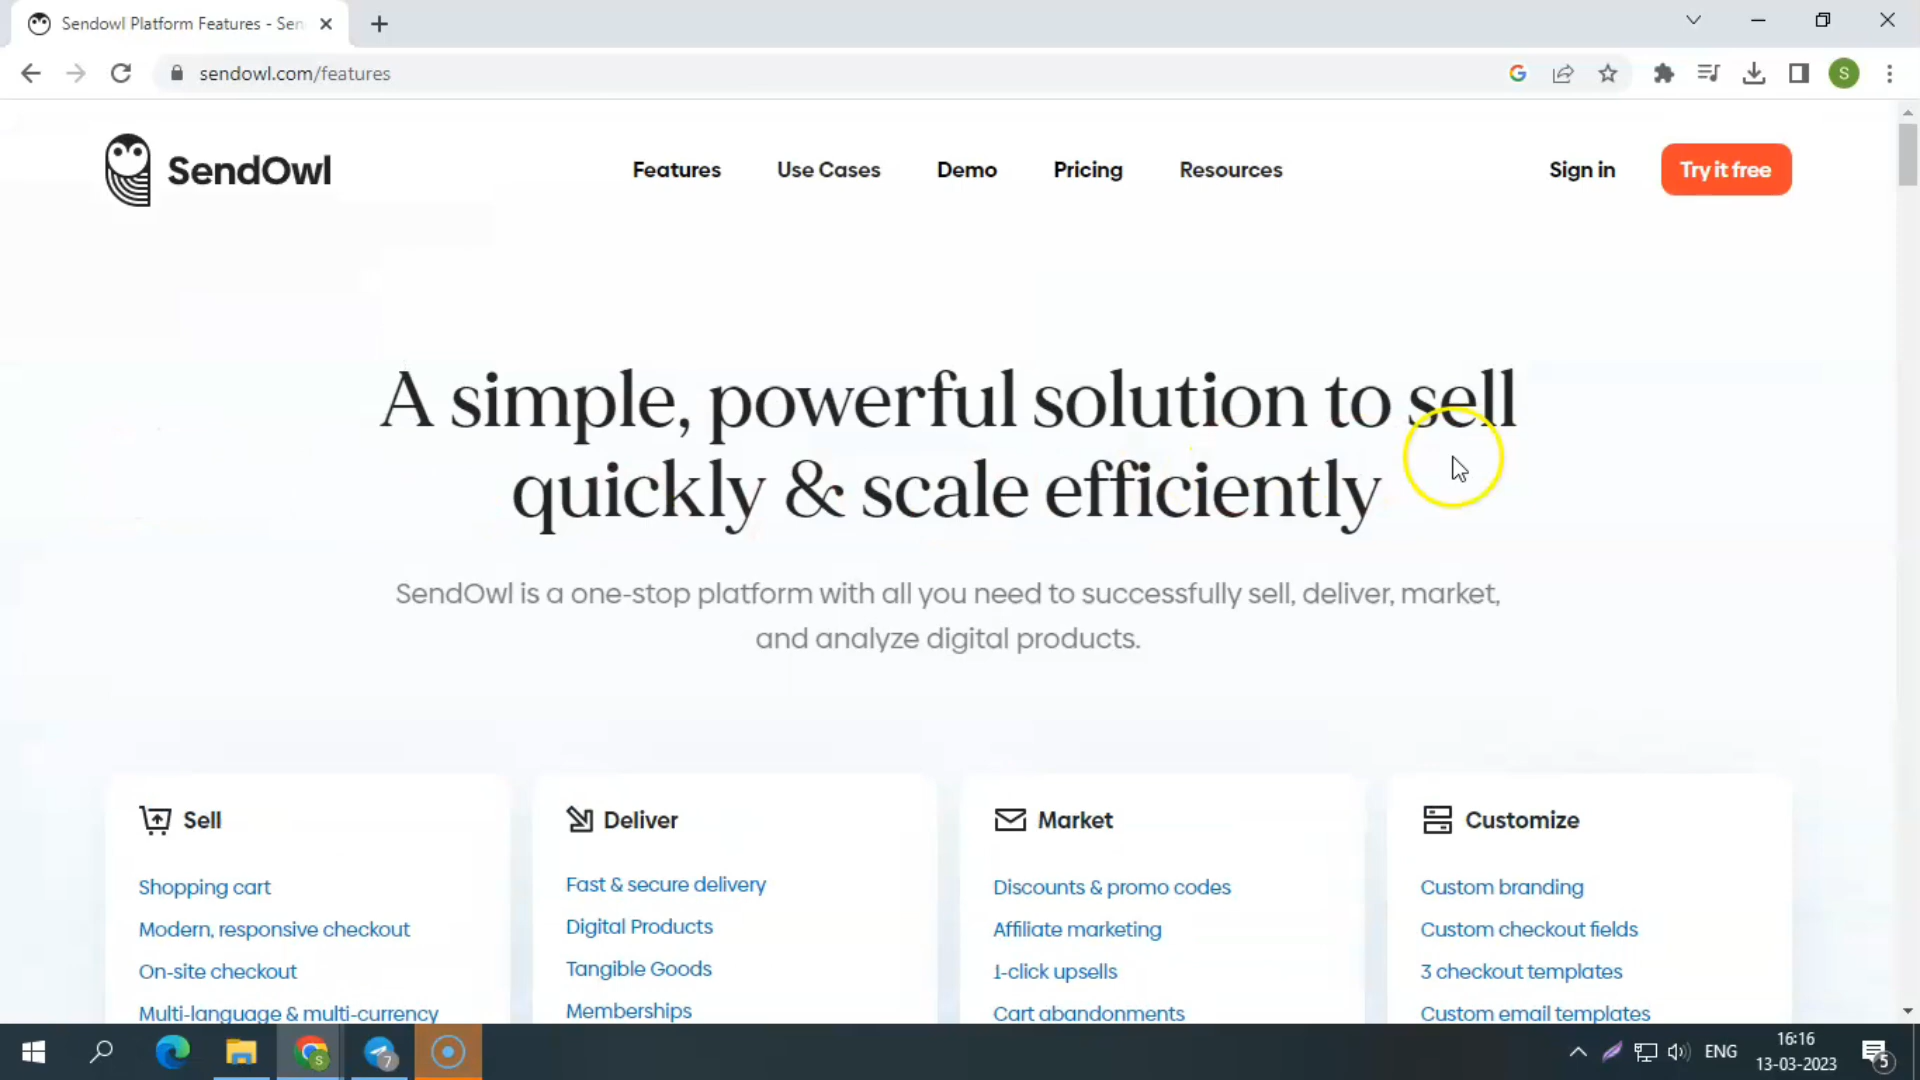 Sendowl Platform Features - Sen
sendowl.com/features
S
SendOwl
Features
Use Cases
Demo
Pricing
Resources
Sign in
Try it free
A simple, powerful solution to sell
quickly & scale efficiently
SendOwl is a one-stop platform with all you need to successfully sell, deliver, market,
and analyze digital products.
Sell
Shopping cart
Modern, responsive checkout
On-site checkout
Multi-language & multi-currency
Deliver
Fast & secure delivery
Digital Products
Tangible Goods
Memberships
Market
Discounts & promo codes
Affiliate marketing
1-click upsells
Cart abandonments
Customize
Custom branding
Custom checkout fields
3 checkout templates
Custom email templates
S
7
ENG
16:16
13-03-2023
5